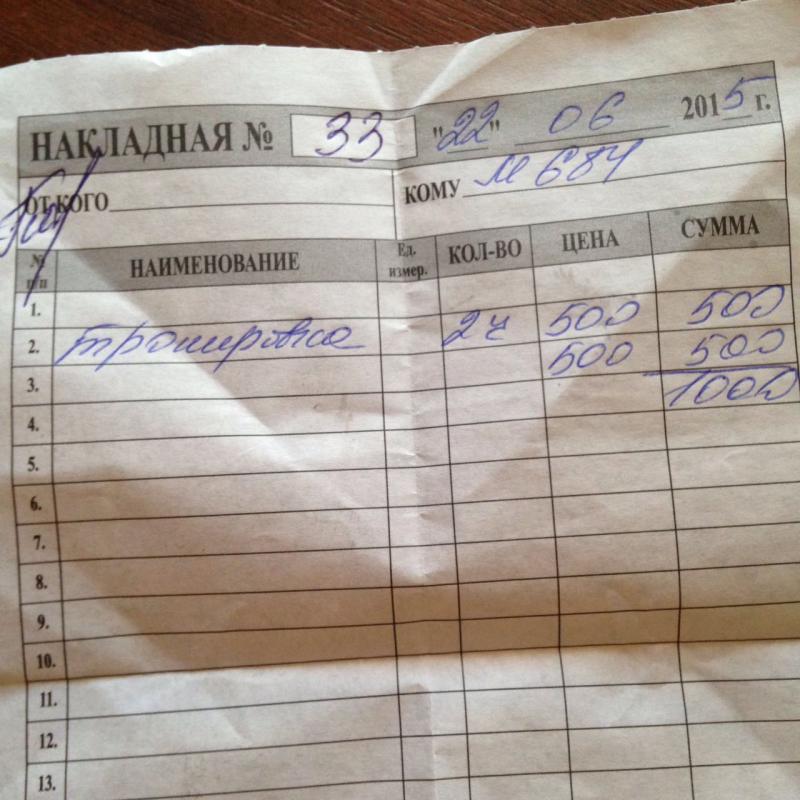 НАКЛАДНАЯ № 33 "22" 06 2015 г.
ОТ КОГО КОМУ М 684
№ п/п НАИМЕНОВАНИЕ Ед. измер. КОЛ-ВО ЦЕНА СУММА
1. 500 500
2. тронировка 2 ч 500 500
3. 1000
4.
5.
6.
7.
8.
9.
10.
11.
12.
13.